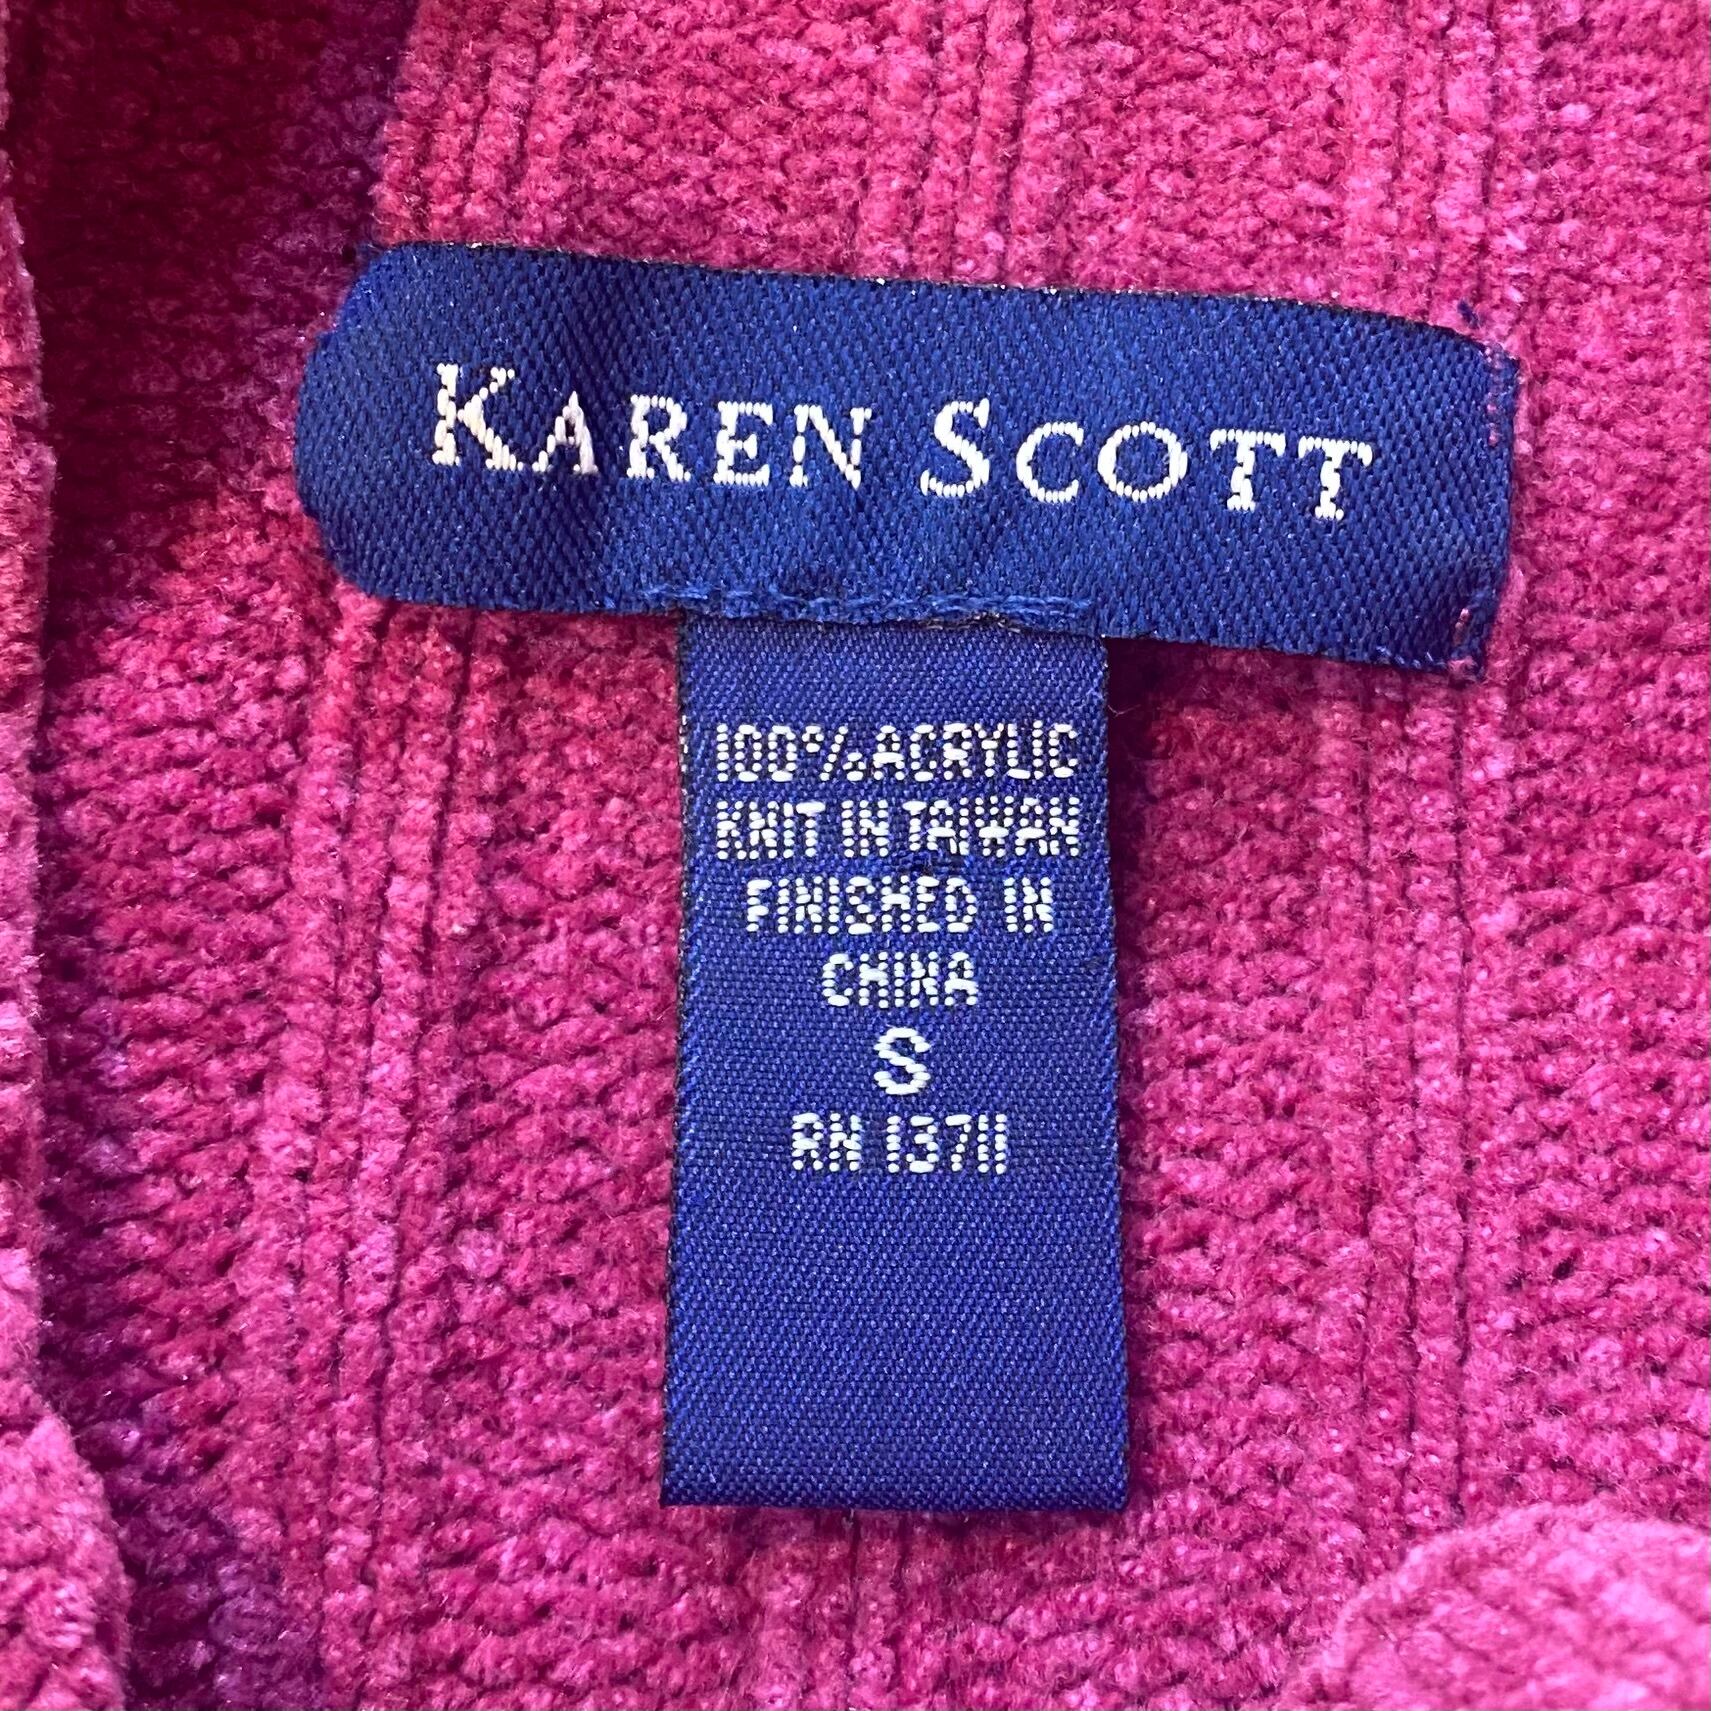 KAREN SCOTT
100% ACRYLIC
KNIT IN TAIWAN
FINISHED IN
CHINA
S
RN 13711